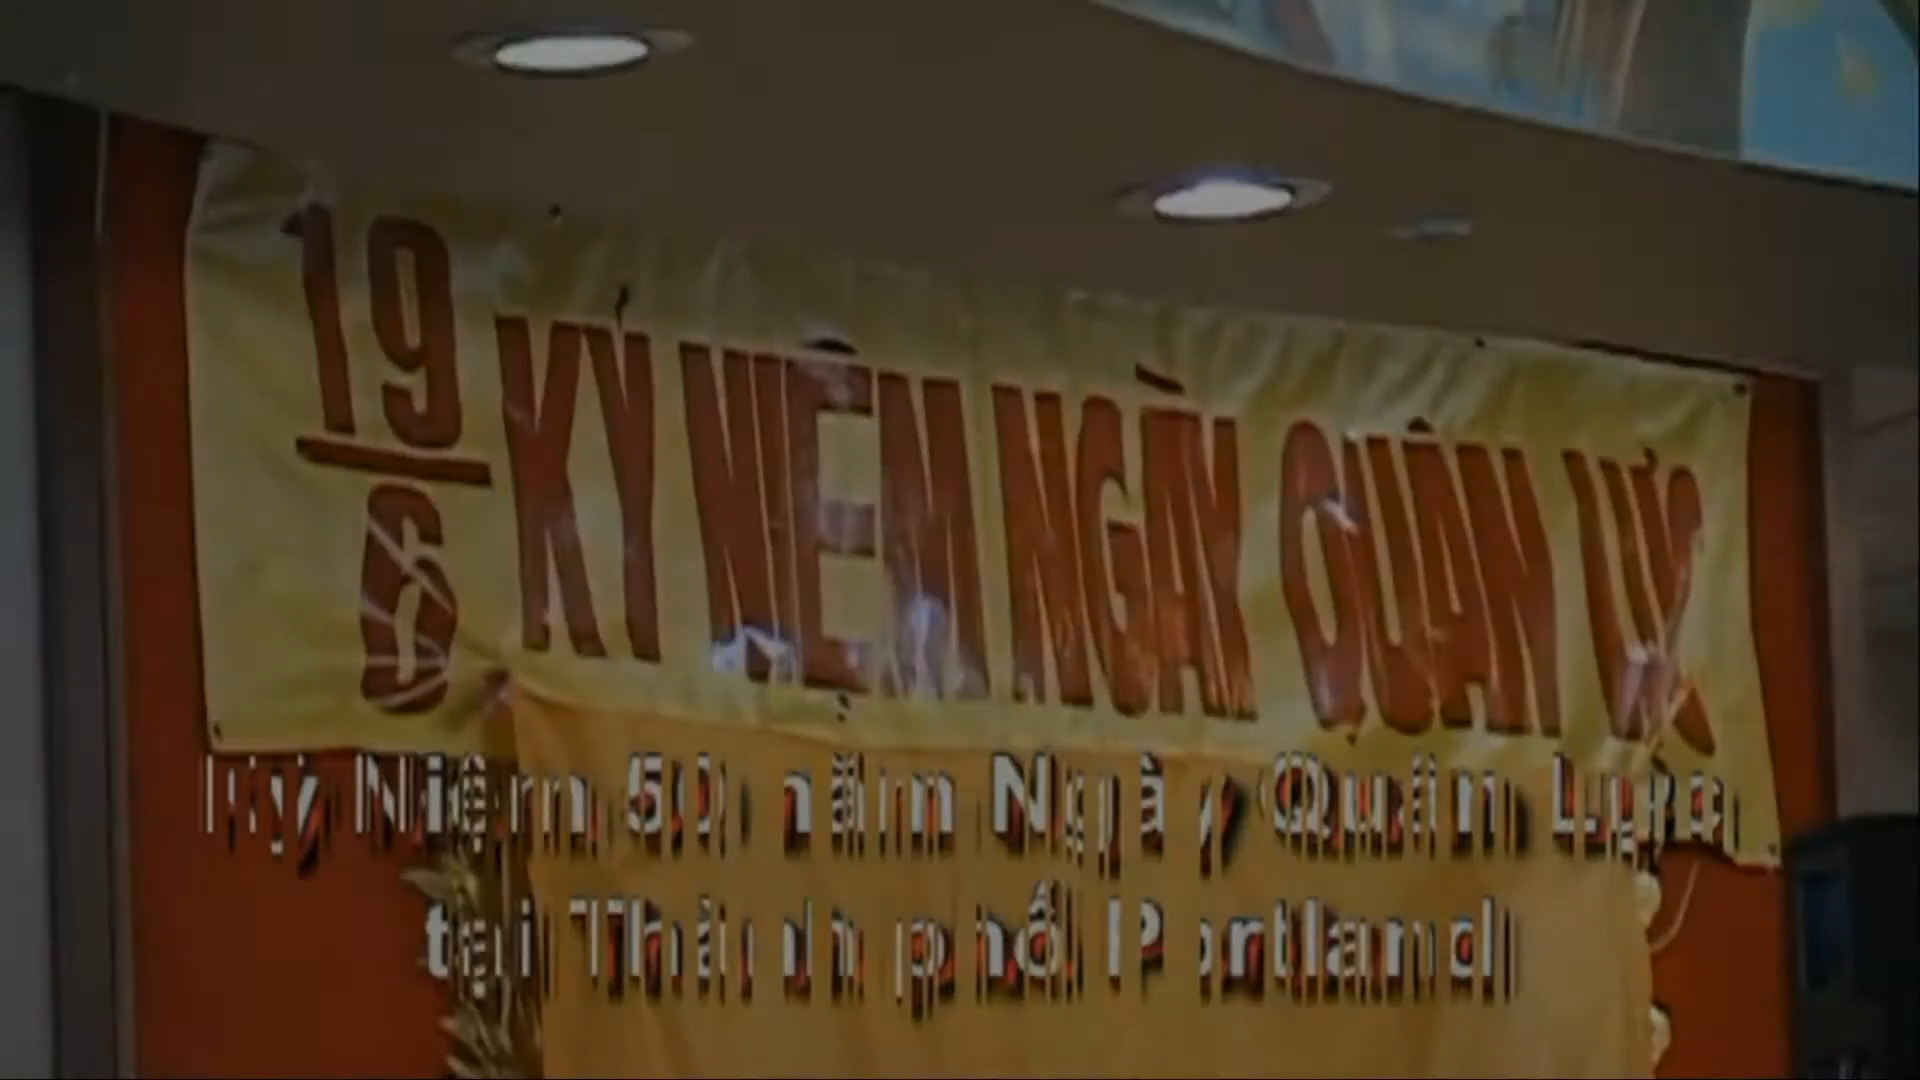 19
6
KỶ NIỆM NGÀY QUÂN LỰC
Kỷ Niệm 50 năm Ngày Quân Lực
tại Thành phố Portland